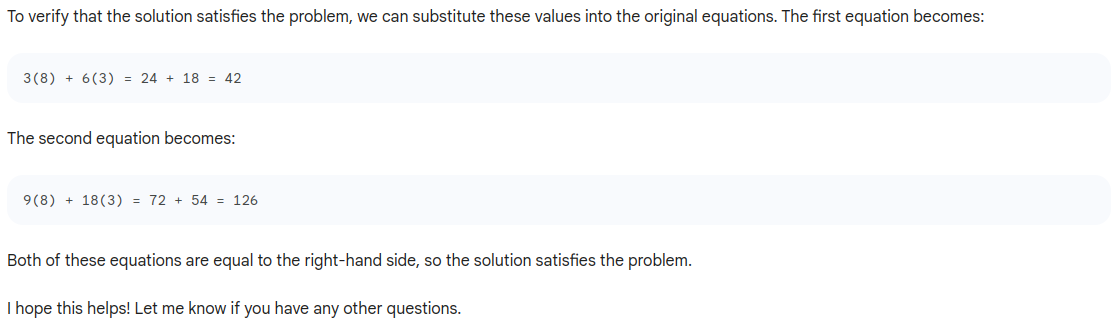 To verify that the solution satisfies the problem, we can substitute these values into the original equations. The first equation becomes:
3(8) + 6(3) = 24 + 18 = 42
The second equation becomes:
9(8) + 18(3) = 72 + 54 = 126
Both of these equations are equal to the right-hand side, so the solution satisfies the problem.
I hope this helps! Let me know if you have any other questions.